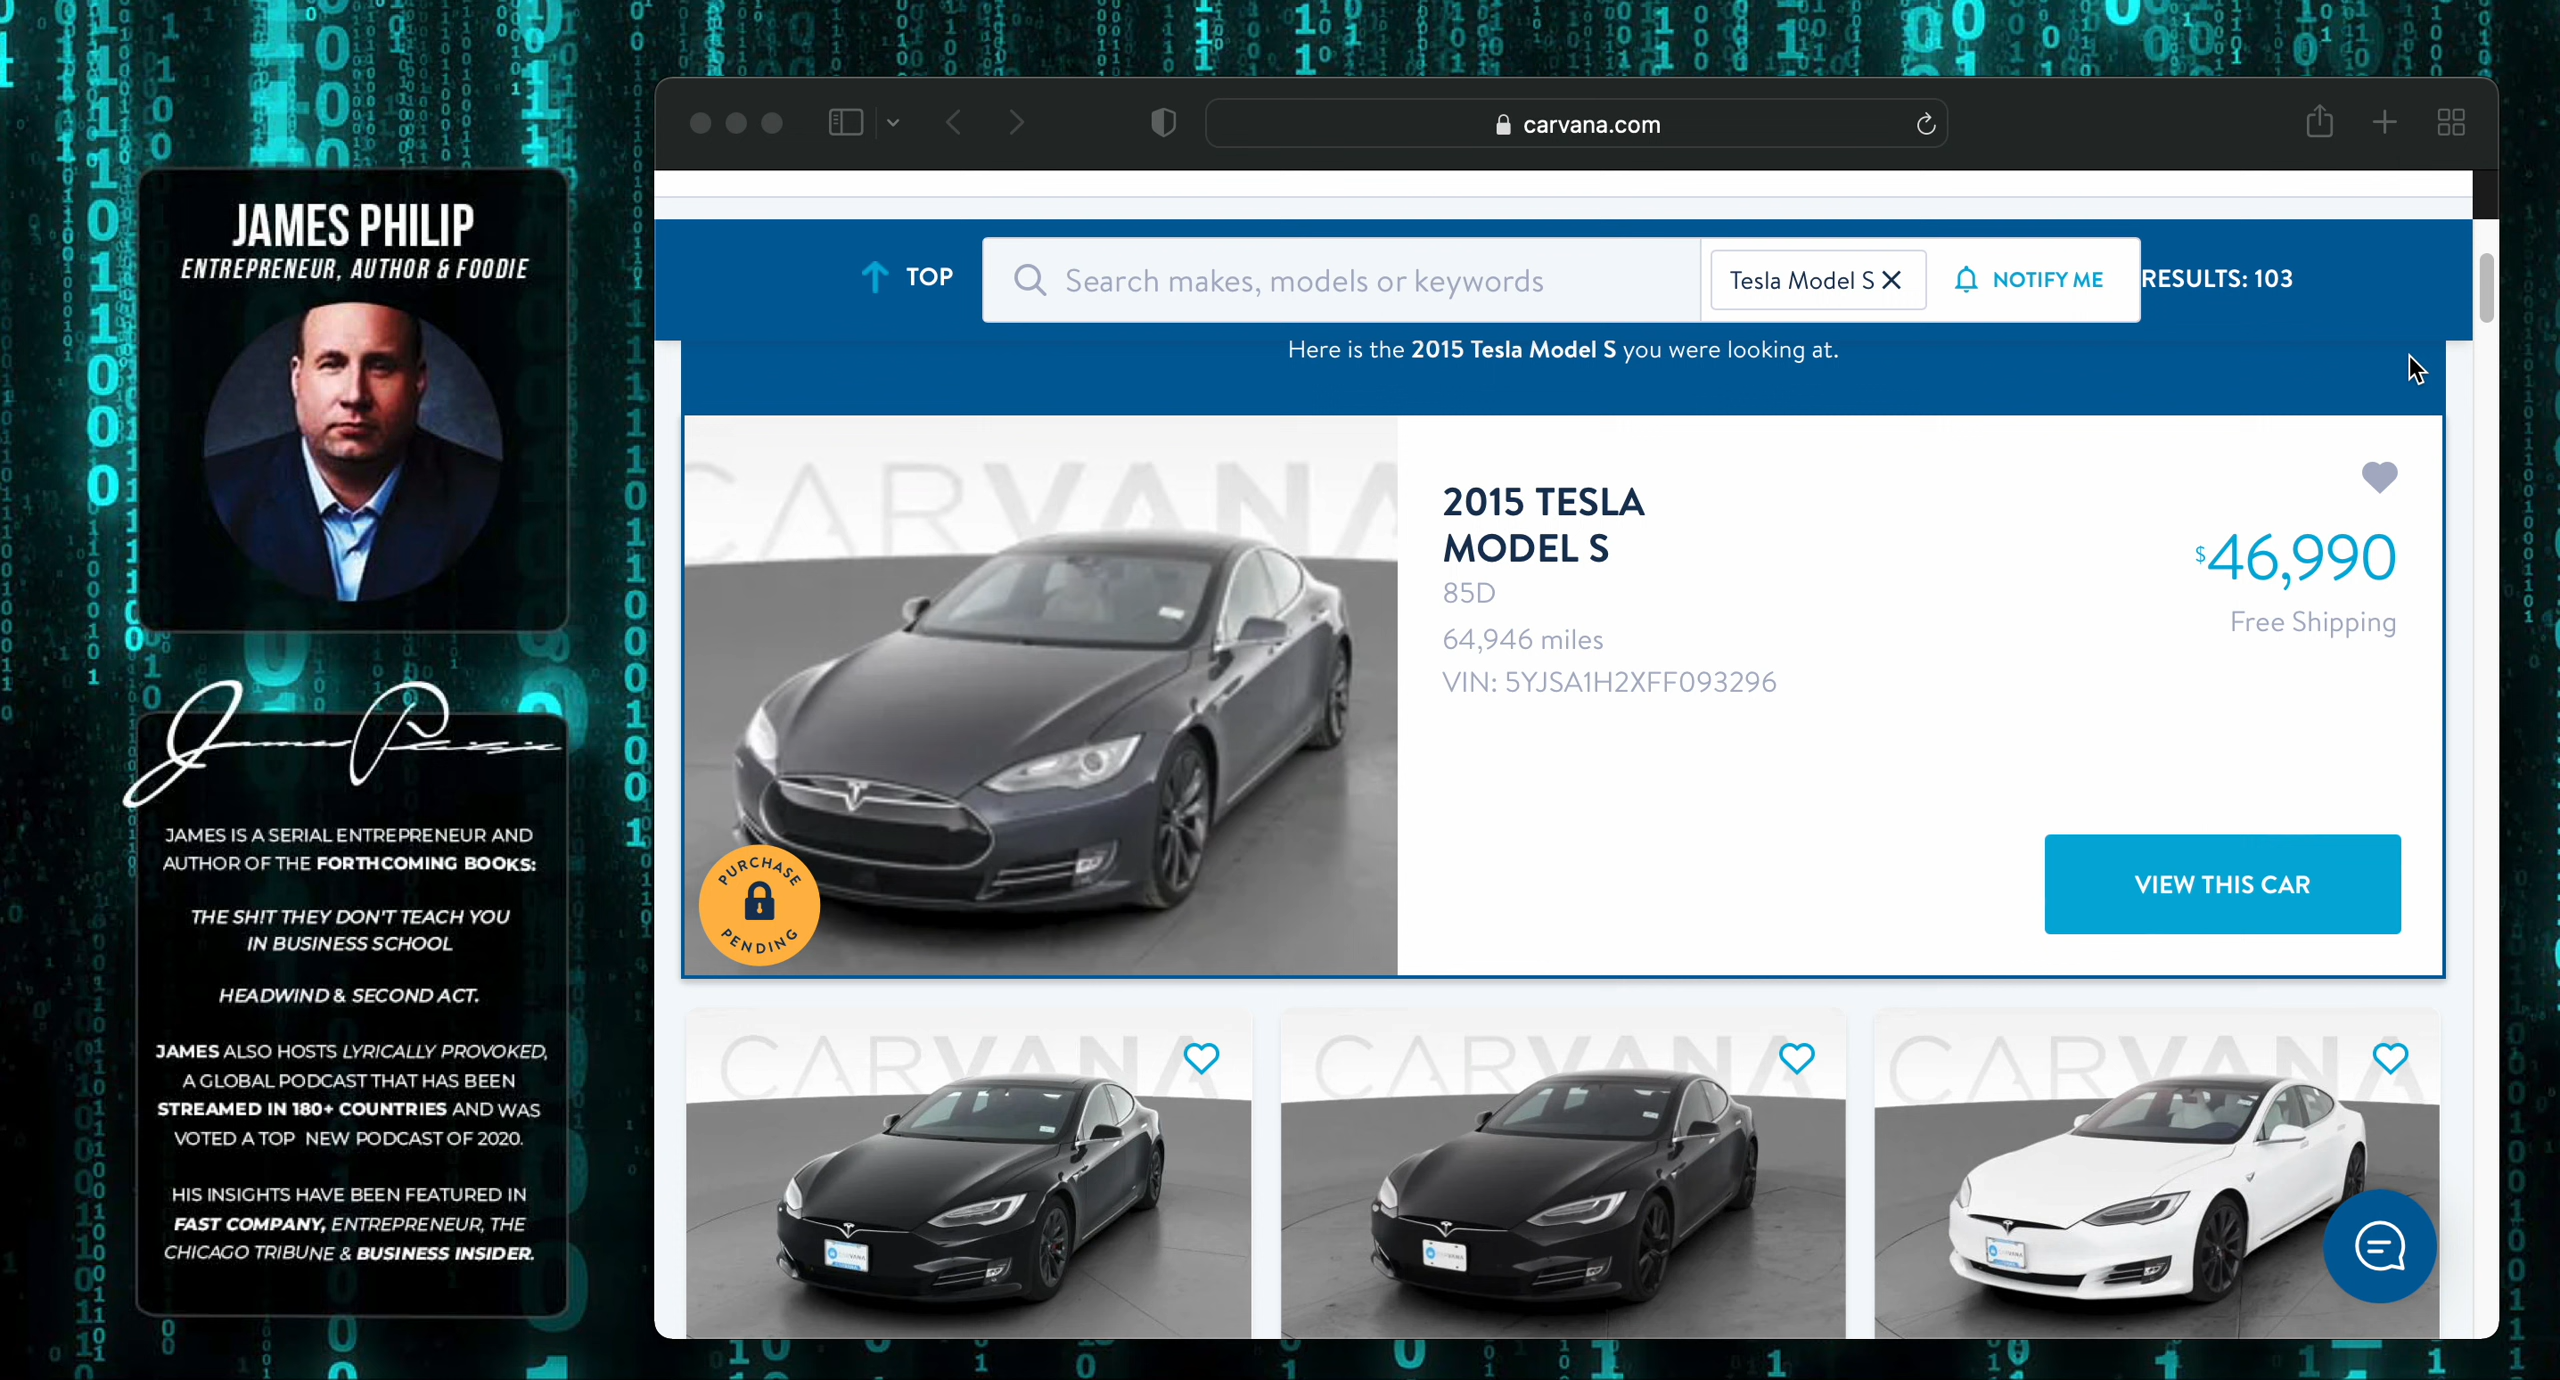 JAMES PHILIP
ENTREPRENEUR, AUTHOR & FOODIE
JAMES IS A SERIAL ENTREPRENEUR AND
AUTHOR OF THE FORTHCOMING BOOKS:
THE SH!T THEY DON'T TEACH YOU
IN BUSINESS SCHOOL
HEADWIND & SECOND ACT.
JAMES ALSO HOSTS LYRICALLY PROVOKED,
A GLOBAL PODCAST THAT HAS BEEN
STREAMED IN 180+ COUNTRIES AND WAS
VOTED A TOP NEW PODCAST OF 2020.
HIS INSIGHTS HAVE BEEN FEATURED IN
FAST COMPANY, ENTREPRENEUR, THE
CHICAGO TRIBUNE & BUSINESS INSIDER.
carvana.com
TOP
Search makes, models or keywords
Tesla Model S
NOTIFY ME
RESULTS: 103
Here is the 2015 Tesla Model S you were looking at.
CARVANA
2015 TESLA
MODEL S
85D
64,946 miles
VIN: 5YJSA1H2XFF093296
$46,990
Free Shipping
PURCHASE
PENDING
VIEW THIS CAR
CARVANA
CARVANA
CARVANA